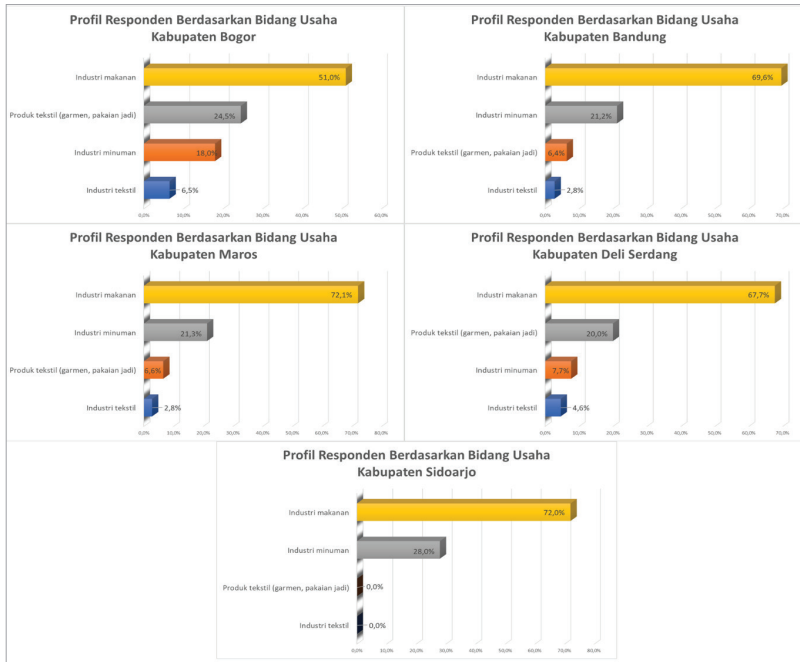 Profil Responden Berdasarkan Bidang Usaha
Kabupaten Bogor
Industri makanan
51,0%
Produk tekstil (garmen, pakaian jadi)
24,5%
Industri minuman
18,0%
Industri tekstil
6,5%
0,0% 10,0% 20,0% 30,0% 40,0% 50,0% 60,0%
Profil Responden Berdasarkan Bidang Usaha
Kabupaten Bandung
Industri makanan
69,6%
Industri minuman
21,2%
Produk tekstil (garmen, pakaian jadi)
6,4%
Industri tekstil
2,8%
0,0% 10,0% 20,0% 30,0% 40,0% 50,0% 60,0% 70,0%
Profil Responden Berdasarkan Bidang Usaha
Kabupaten Maros
Industri makanan
72,1%
Industri minuman
21,3%
Produk tekstil (garmen, pakaian jadi)
6,6%
Industri tekstil
2,8%
0,0% 10,0% 20,0% 30,0% 40,0% 50,0% 60,0% 70,0% 80,0%
Profil Responden Berdasarkan Bidang Usaha
Kabupaten Deli Serdang
Industri makanan
67,7%
Produk tekstil (garmen, pakaian jadi)
20,0%
Industri minuman
7,7%
Industri tekstil
4,6%
0,0% 10,0% 20,0% 30,0% 40,0% 50,0% 60,0% 70,0%
Profil Responden Berdasarkan Bidang Usaha
Kabupaten Sidoarjo
Industri makanan
72,0%
Industri minuman
28,0%
Produk tekstil (garmen, pakaian jadi)
0,0%
Industri tekstil
0,0%
0,0% 10,0% 20,0% 30,0% 40,0% 50,0% 60,0% 70,0% 80,0%